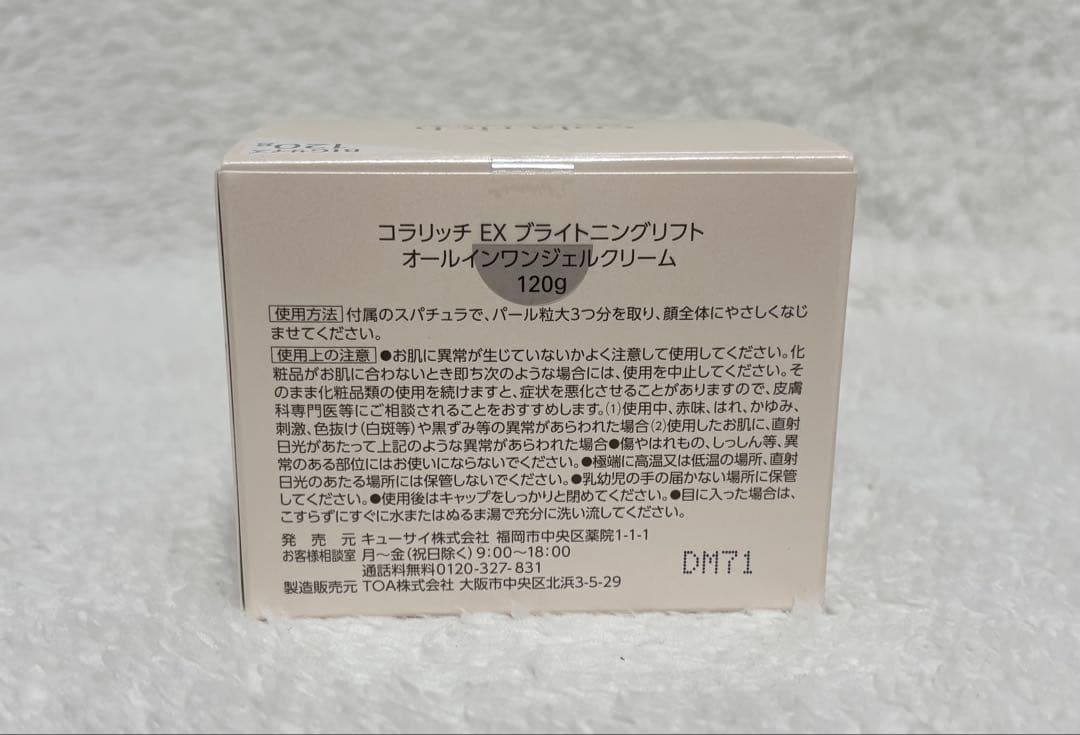 cola rich
BIGサイズ
120g
コラリッチ EX ブライトニングリフト
オールインワンジェルクリーム
120g
使用方法 付属のスパチュラで、パール粒大3つ分を取り、顔全体にやさしくなじ
ませてください。
使用上の注意 ●お肌に異常が生じていないかよく注意して使用してください。化
粧品がお肌に合わないとき即ち次のような場合には、使用を中止してください。そ
のまま化粧品類の使用を続けますと、症状を悪化させることがありますので、皮膚
科専門医等にご相談されることをおすすめします。(1)使用中、赤味、はれ、かゆみ、
刺激、色抜け(白斑等)や黒ずみ等の異常があらわれた場合(2)使用したお肌に、直射
日光があたって上記のような異常があらわれた場合●傷やはれもの、しっしん等、異
常のある部位にはお使いにならないでください。●極端に高温又は低温の場所、直射
日光のあたる場所には保管しないでください。●乳幼児の手の届かない場所に保管
してください。●使用後はキャップをしっかりと閉めてください。●目に入った場合は、
こすらずにすぐに水またはぬるま湯で充分に洗い流してください。
発売元 キューサイ株式会社 福岡市中央区薬院1-1-1
お客様相談室 月～金(祝日除く)9:00～18:00
通話料無料0120-327-831
製造販売元 TOA株式会社 大阪市中央区北浜3-5-29
DM71